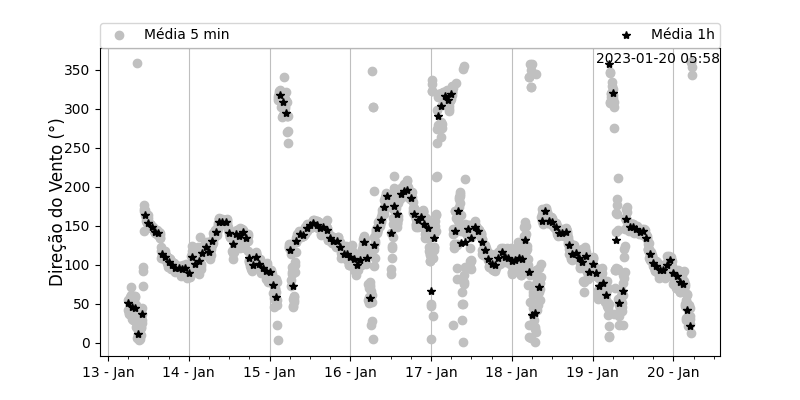 Média 5 min
Média 1h
2023-01-20 05:58
Direção do Vento (°)
350
300
250
200
150
100
50
0
13 - Jan
14 - Jan
15 - Jan
16 - Jan
17 - Jan
18 - Jan
19 - Jan
20 - Jan